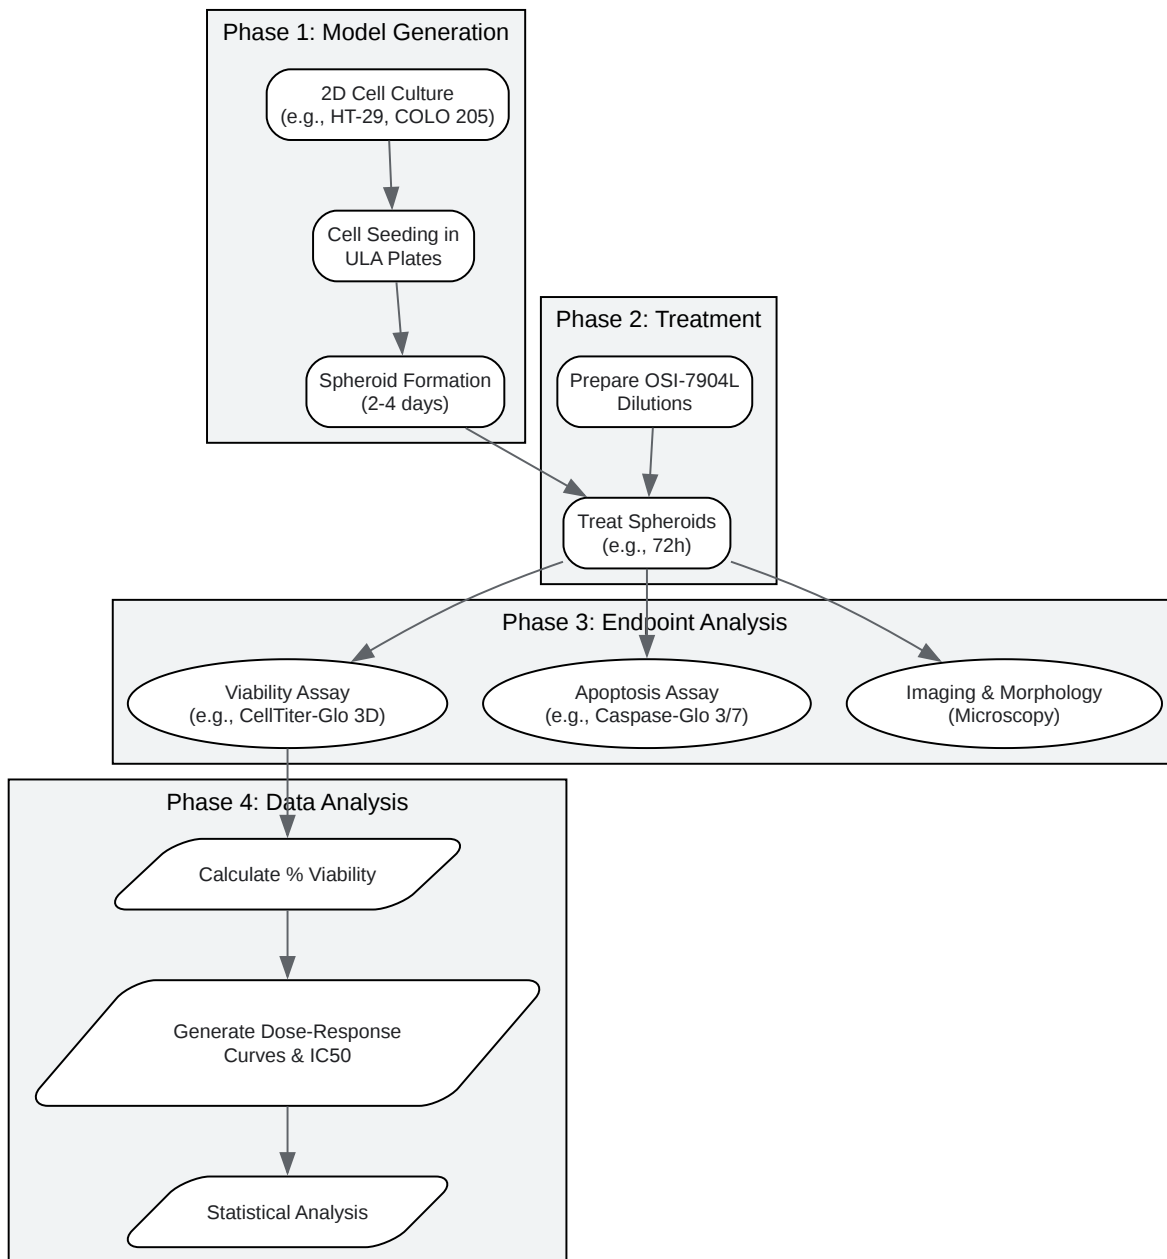 Phase 1: Model Generation
2D Cell Culture
(e.g., HT-29, COLO 205)
Cell Seeding in
ULA Plates
Spheroid Formation
(2-4 days)
Phase 2: Treatment
Prepare OSI-7904L
Dilutions
Treat Spheroids
(e.g., 72h)
Phase 3: Endpoint Analysis
Viability Assay
(e.g., CellTiter-Glo 3D)
Apoptosis Assay
(e.g., Caspase-Glo 3/7)
Imaging & Morphology
(Microscopy)
Phase 4: Data Analysis
Calculate % Viability
Generate Dose-Response
Curves & IC50
Statistical Analysis